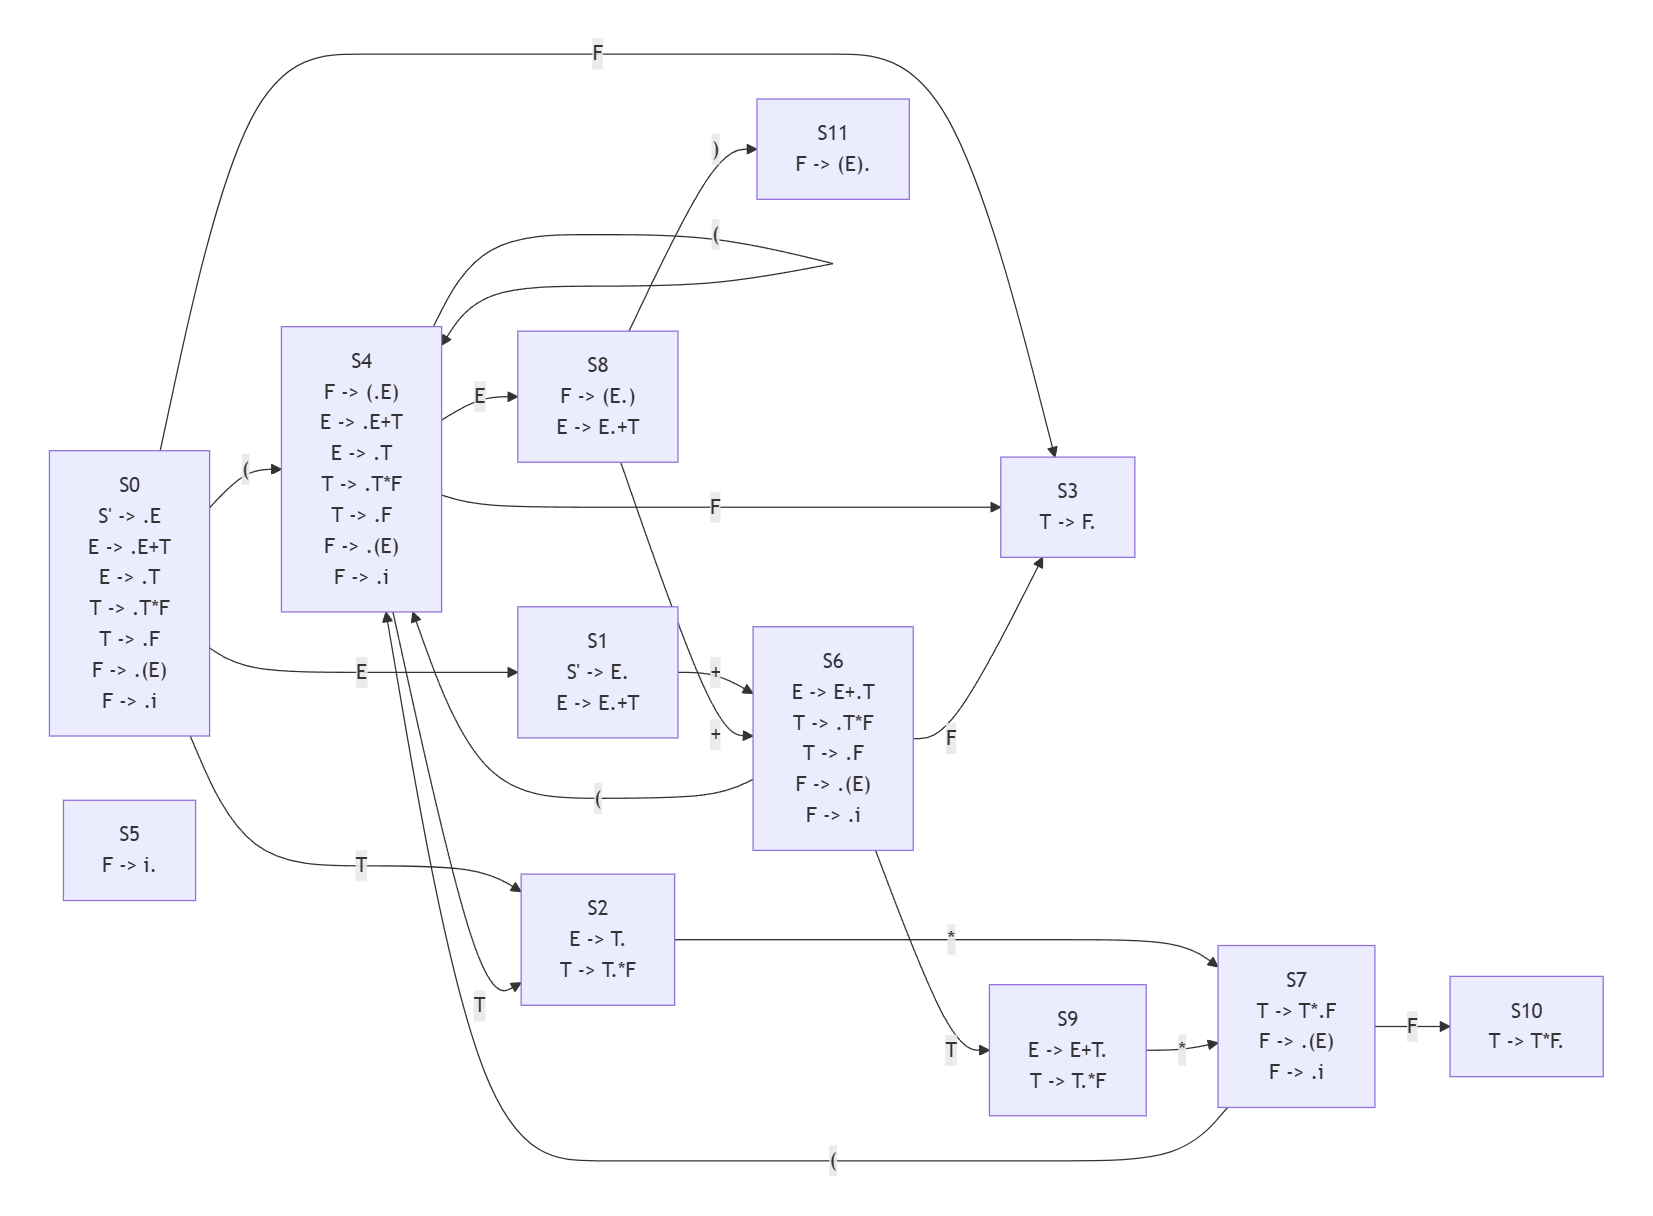 F
S11
F -> (E).
)
(
S4
F -> (.E)
E -> .E+T
E -> .T
T -> .T*F
T -> .F
F -> .(E)
F -> .i
E
S8
F -> (E.)
E -> E.+T
(
S0
S' -> .E
E -> .E+T
E -> .T
T -> .T*F
T -> .F
F -> .(E)
F -> .i
F
S3
T -> F.
E
S1
S' -> E.
E -> E.+T
+
+
S6
E -> E+.T
T -> .T*F
T -> .F
F -> .(E)
F -> .i
F
(
S5
F -> i.
T
S2
E -> T.
T -> T.*F
T
*
T
S9
E -> E+T.
T -> T.*F
*
S7
T -> T*.F
F -> .(E)
F -> .i
F
S10
T -> T*F.
(